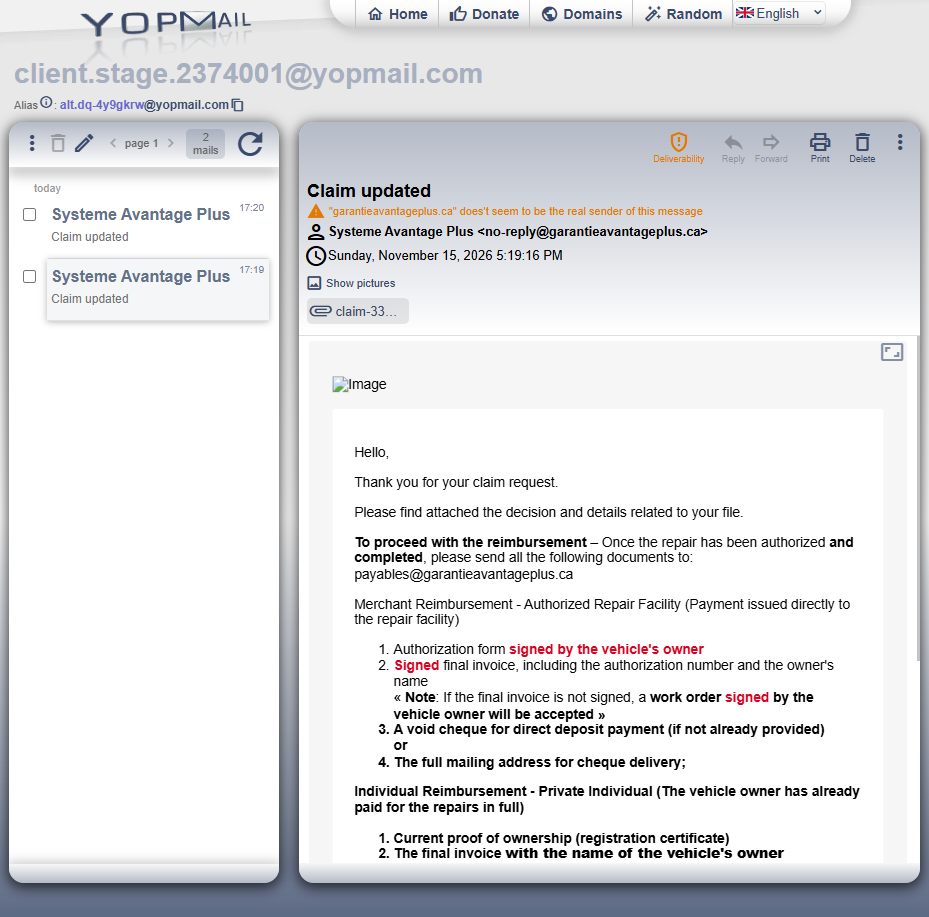 YOPMAIL
Home
Donate
Domains
Random
English
client.stage.2374001@yopmail.com
Alias : alt.dq-4y9gkrw@yopmail.com
page 1
2
mails
today
Systeme Avantage Plus 17:20
Claim updated
Systeme Avantage Plus 17:19
Claim updated
Deliverability
Reply
Forward
Print
Delete
Claim updated
"garantieavantageplus.ca" does't seem to be the real sender of this message
Systeme Avantage Plus <no-reply@garantieavantageplus.ca>
Sunday, November 15, 2026 5:19:16 PM
Show pictures
claim-33...
Image
Hello,
Thank you for your claim request.
Please find attached the decision and details related to your file.
To proceed with the reimbursement – Once the repair has been authorized and
completed, please send all the following documents to:
payables@garantieavantageplus.ca
Merchant Reimbursement - Authorized Repair Facility (Payment issued directly to
the repair facility)
1. Authorization form signed by the vehicle's owner
2. Signed final invoice, including the authorization number and the owner's
name
« Note: If the final invoice is not signed, a work order signed by the
vehicle owner will be accepted »
3. A void cheque for direct deposit payment (if not already provided)
or
4. The full mailing address for cheque delivery;
Individual Reimbursement - Private Individual (The vehicle owner has already
paid for the repairs in full)
1. Current proof of ownership (registration certificate)
2. The final invoice with the name of the vehicle's owner